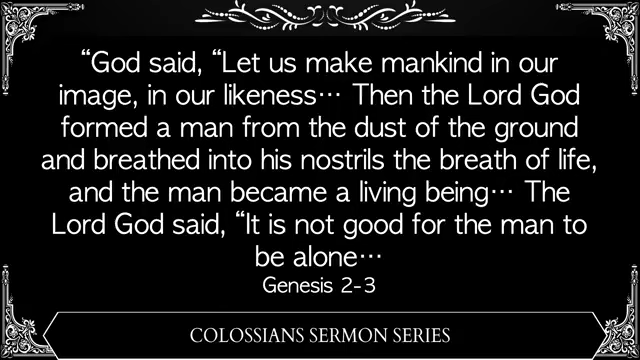 “God said, “Let us make mankind in our
image, in our likeness… Then the Lord God
formed a man from the dust of the ground
and breathed into his nostrils the breath of life,
and the man became a living being… The
Lord God said, “It is not good for the man to
be alone…
Genesis 2-3
COLOSSIANS SERMON SERIES